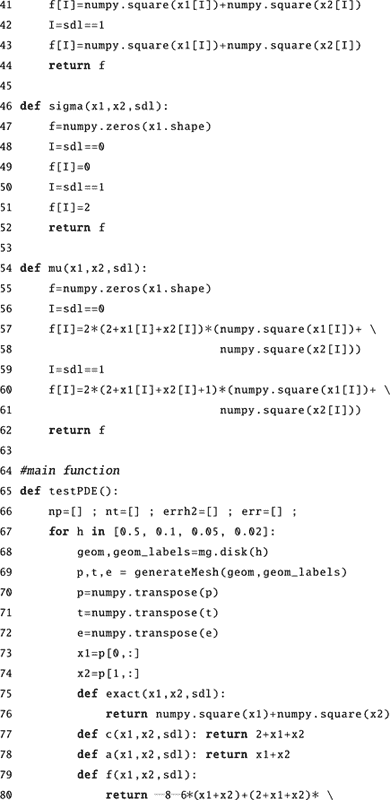 41 f[I]=numpy.square(x1[I])+numpy.square(x2[I])
42 I=sdl==1
43 f[I]=numpy.square(x1[I])+numpy.square(x2[I])
44 return f
45
46 def sigma(x1,x2,sdl):
47 f=numpy.zeros(x1.shape)
48 I=sdl==0
49 f[I]=0
50 I=sdl==1
51 f[I]=2
52 return f
53
54 def mu(x1,x2,sdl):
55 f=numpy.zeros(x1.shape)
56 I=sdl==0
57 f[I]=2*(2+x1[I]+x2[I])*(numpy.square(x1[I])+ \
58 numpy.square(x2[I]))
59 I=sdl==1
60 f[I]=2*(2+x1[I]+x2[I]+1)*(numpy.square(x1[I])+ \
61 numpy.square(x2[I]))
62 return f
63
64 #main function
65 def testPDE():
66 np=[] ; nt=[] ; errh2=[] ; err=[] ;
67 for h in [0.5, 0.1, 0.05, 0.02]:
68 geom,geom_labels=mg.disk(h)
69 p,t,e = generateMesh(geom,geom_labels)
70 p=numpy.transpose(p)
71 t=numpy.transpose(t)
72 e=numpy.transpose(e)
73 x1=p[0,:]
74 x2=p[1,:]
75 def exact(x1,x2,sdl):
76 return numpy.square(x1)+numpy.square(x2)
77 def c(x1,x2,sdl): return 2+x1+x2
78 def a(x1,x2,sdl): return x1+x2
79 def f(x1,x2,sdl):
80 return -8-6*(x1+x2)+(2+x1+x2)* \